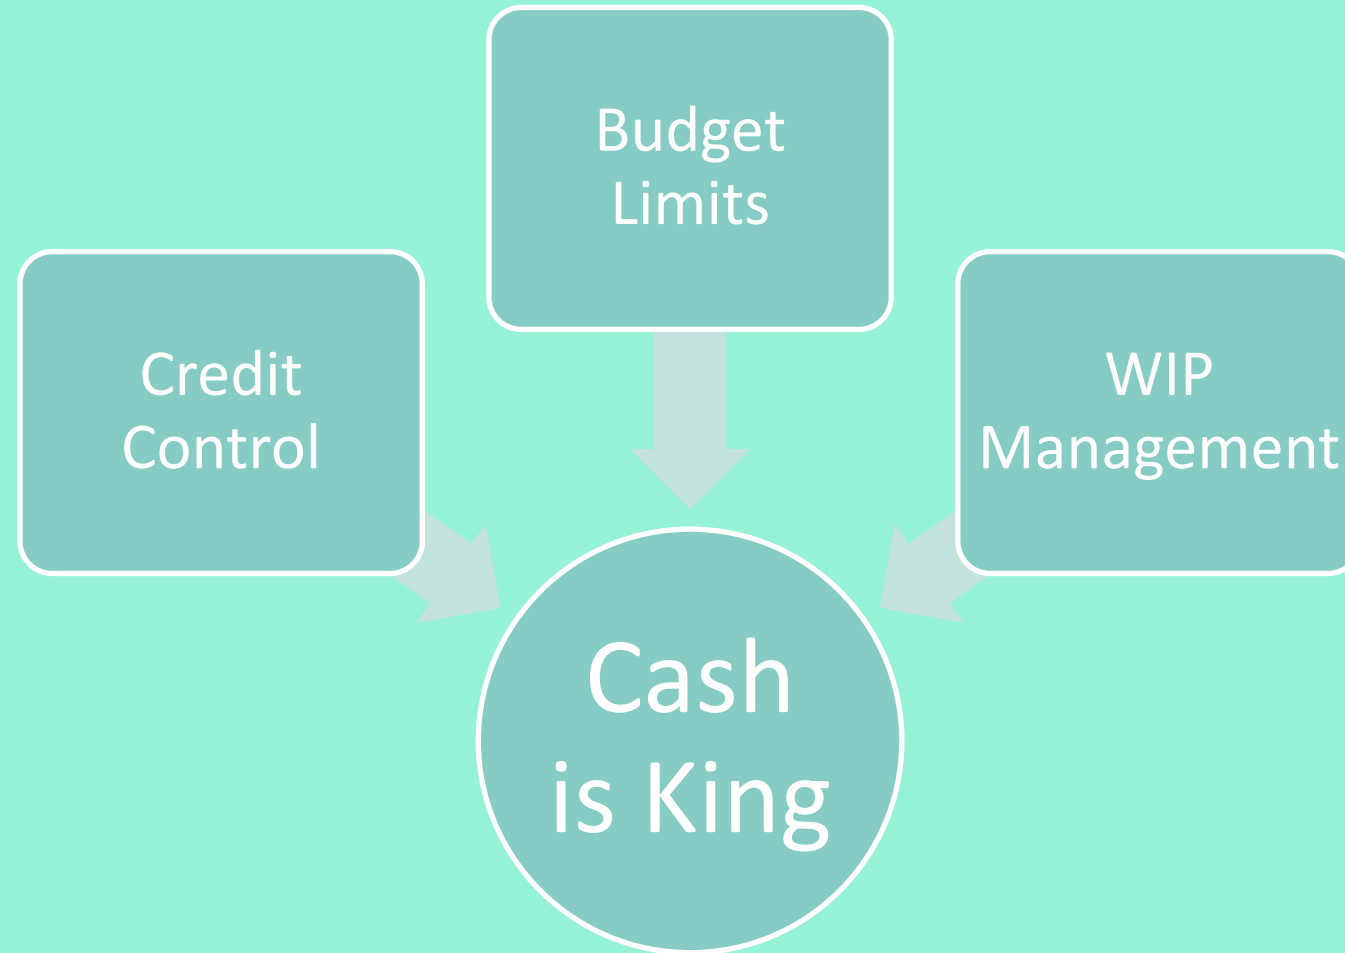 Budget
Limits
Credit
Control
WIP
Management
Cash
is King